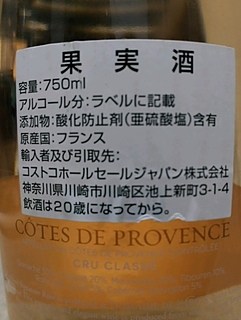 果実酒
容量:750ml
アルコール分:ラベルに記載
添加物:酸化防止剤(亜硫酸塩)含有
原産国:フランス
輸入者及び引取先:
コストコホールセールジャパン株式会社
神奈川県川崎市川崎区池上新町3-1-4
飲酒は20歳になってから。
CÔTES DE PROVENCE
CRU CLASSÉ